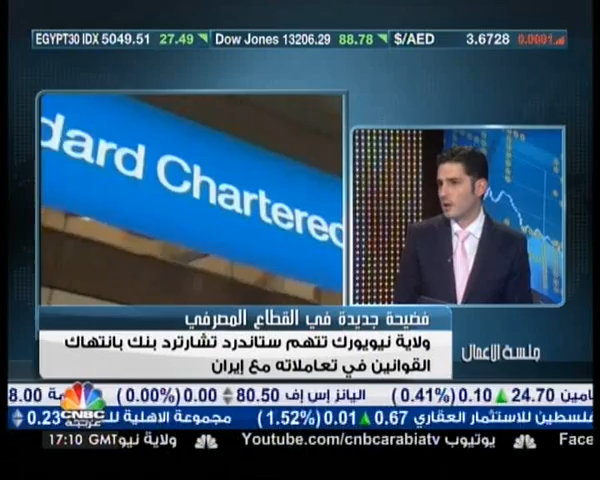 EGYPT30 IDX 5049.51 27.49 Dow Jones 13206.29 88.78 $/AED 3.6728 0.0001
dard Chartered
فضيحة جديدة في القطاع المصرفي
ولاية نيويورك تتهم ستاندرد تشارترد بنك بانتهاك
القوانين في تعاملاته مع إيران
جلسة الأعمال
امين 24.70 0.10 (0.41%) اليانز إس إف 80.50 0.00 (0.00%) ة 8.00
فلسطين للاستثمار العقاري 0.67 0.01 (1.52%) مجموعة الاهلية لل 0.23
CNBC
عربية
17:10 GMT ولاية نيو يوتيوب Youtube.com/cnbcarabiatv Face